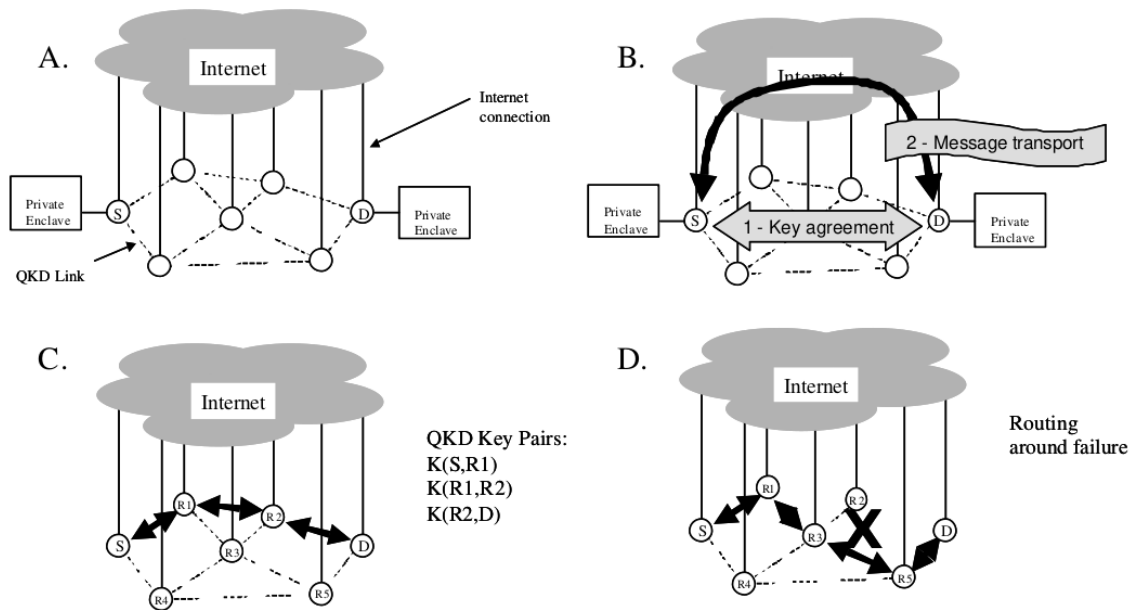 A.
Internet
Internet
connection
Private
Enclave
S
D
Private
Enclave
QKD Link
B.
Internet
2 - Message transport
Private
Enclave
S
1 - Key agreement
D
Private
Enclave
C.
Internet
QKD Key Pairs:
K(S,R1)
K(R1,R2)
K(R2,D)
R1
R2
S
R3
D
R4
R5
D.
Internet
Routing
around failure
R1
R2
S
R3
D
R4
R5